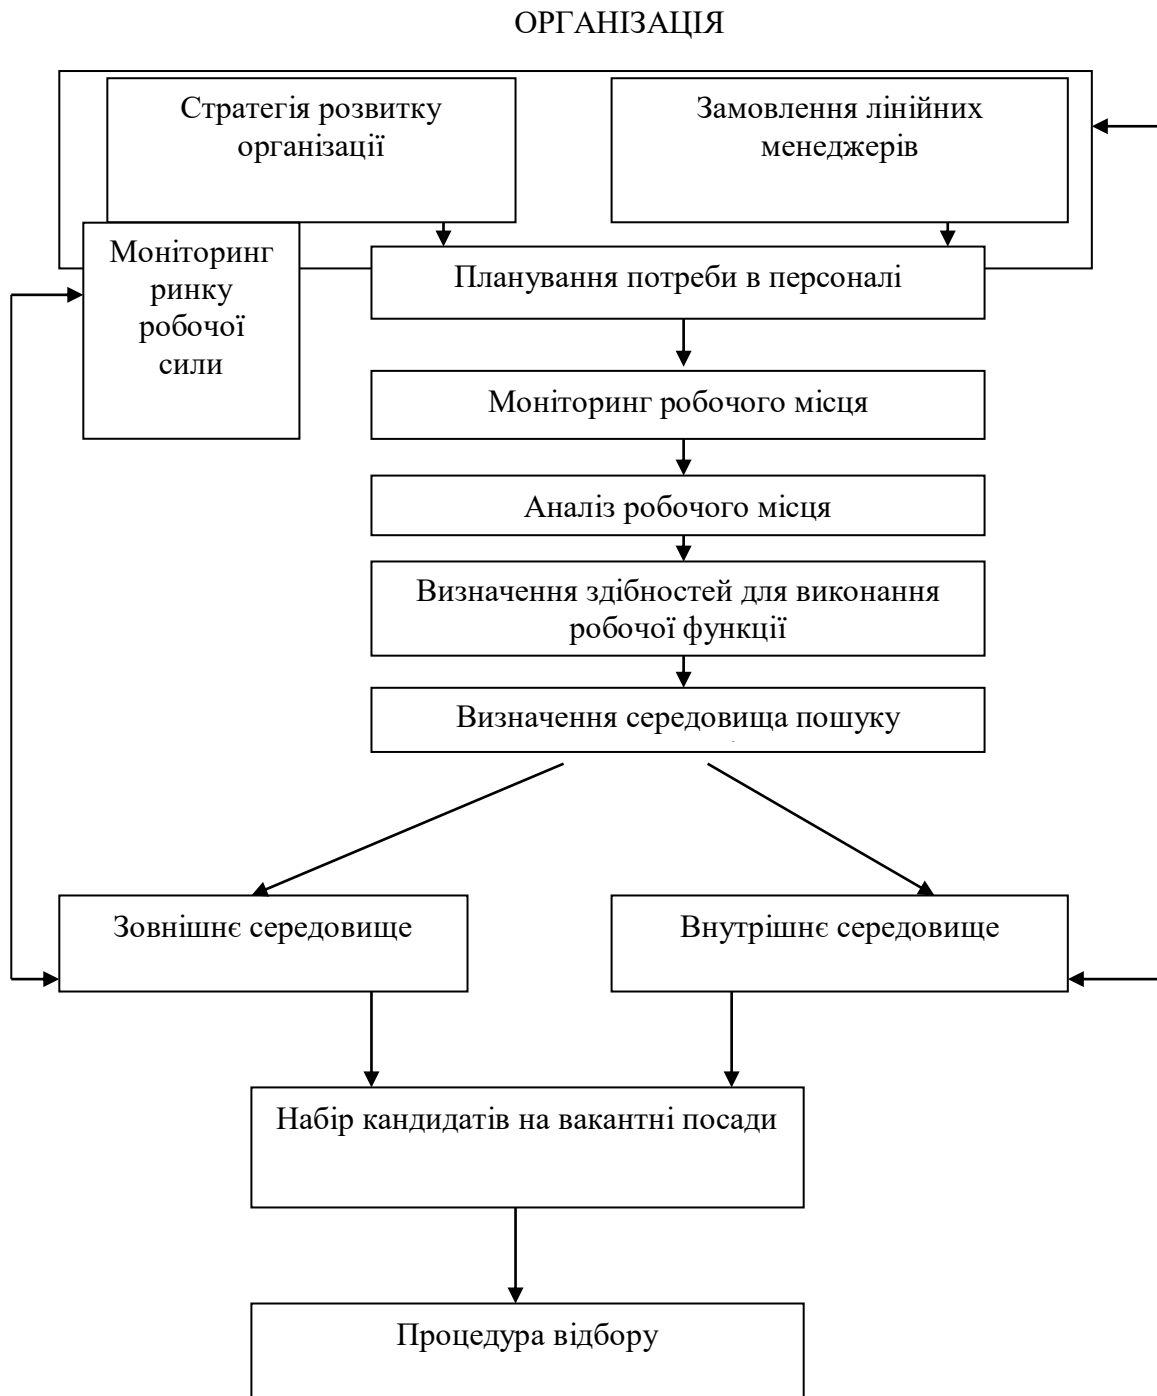 ОРГАНІЗАЦІЯ
Стратегія розвитку
організації
Замовлення лінійних
менеджерів
Моніторинг
ринку
робочої
сили
Планування потреби в персоналі
Моніторинг робочого місця
Аналіз робочого місця
Визначення здібностей для виконання
робочої функції
Визначення середовища пошуку
Зовнішнє середовище
Внутрішнє середовище
Набір кандидатів на вакантні посади
Процедура відбору